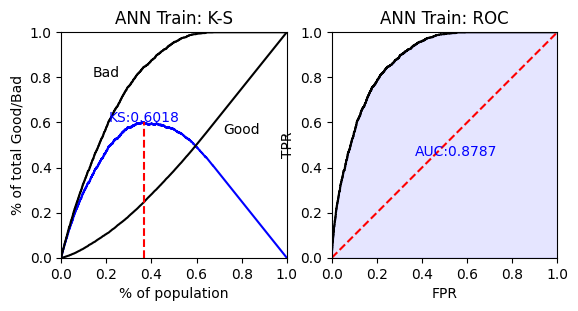 ANN Train: K-S
% of total Good/Bad
1.0
0.8
0.6
0.4
0.2
0.0
Bad
KS:0.6018
Good
0.0 0.2 0.4 0.6 0.8 1.0
% of population
ANN Train: ROC
TPR
1.0
0.8
0.6
0.4
0.2
0.0
AUC:0.8787
0.0 0.2 0.4 0.6 0.8 1.0
FPR